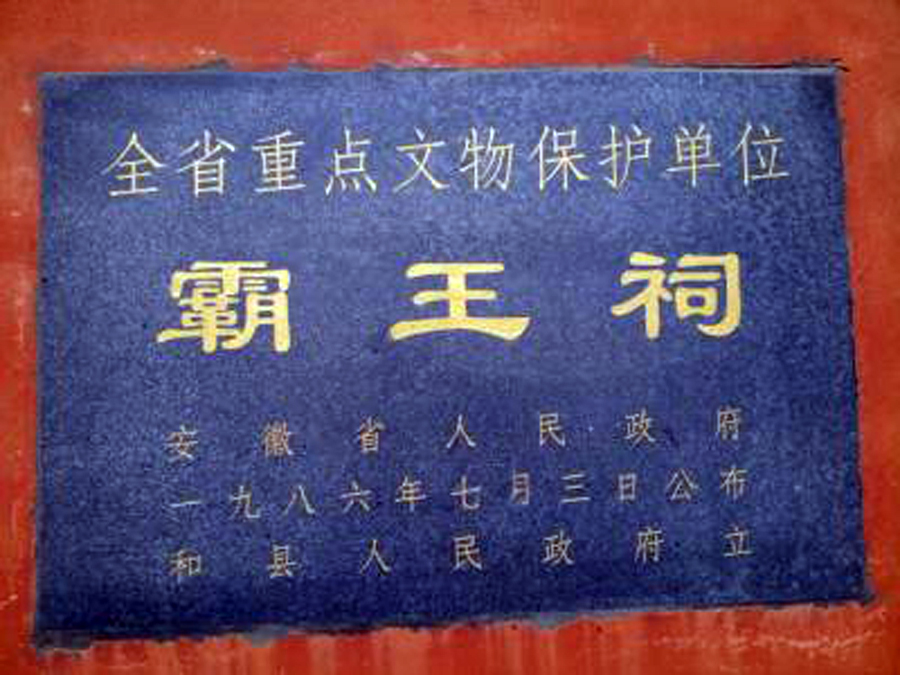 全省重点文物保护单位
霸王祠
安徽省人民政府
一九八六年七月三日公布
和县人民政府立